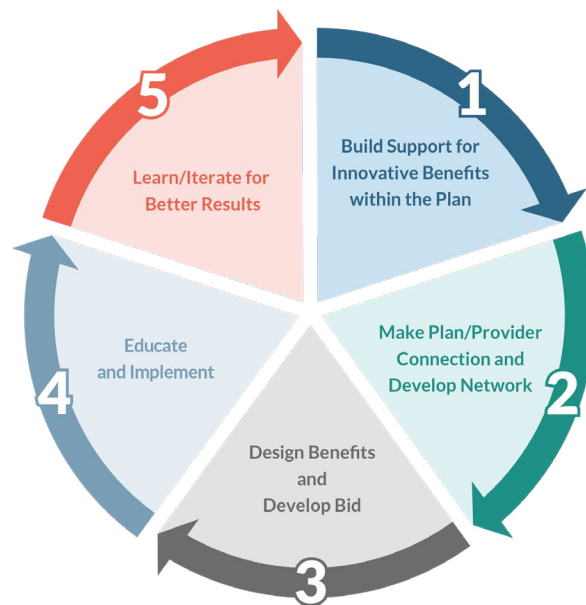 1
Build Support for
Innovative Benefits
within the Plan
2
Make Plan/Provider
Connection and
Develop Network
3
Design Benefits
and
Develop Bid
4
Educate
and Implement
5
Learn/Iterate for
Better Results